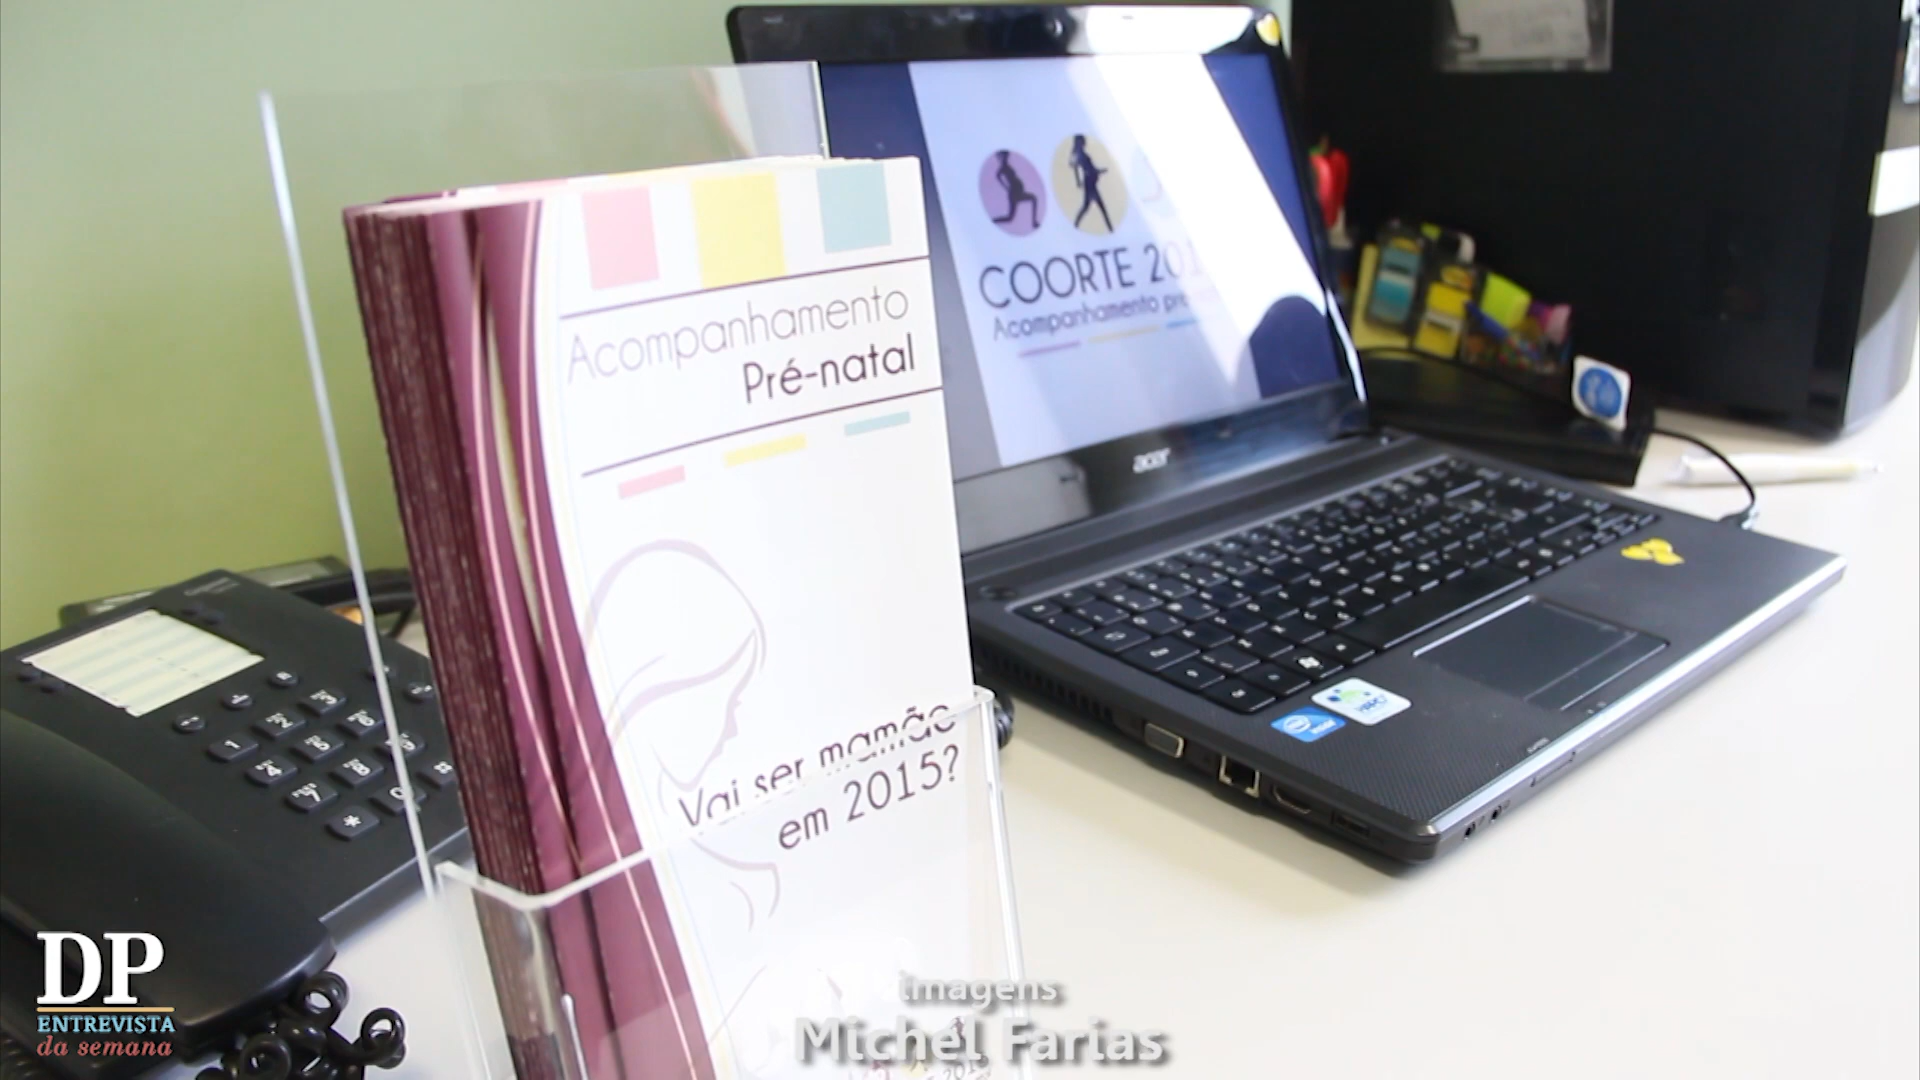 Acompanhamento
Pré-natal
Vai ser mamãe
em 2015?
COORTE 201
Acompanhamento pré
acer
DP
ENTREVISTA
da semana
imagens
Michel Farias